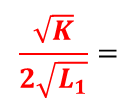 √K / 2√L₁ =